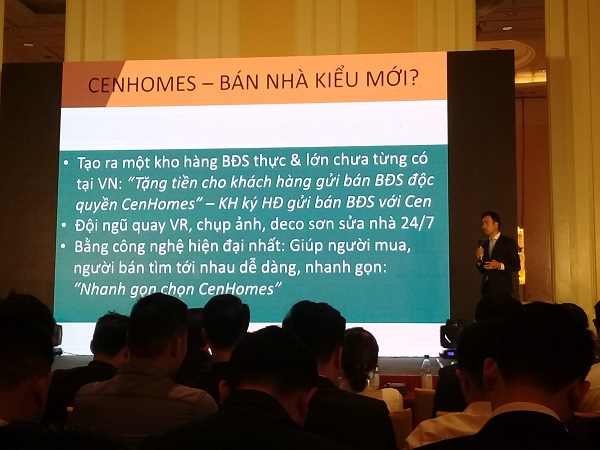 CENHOMES – BÁN NHÀ KIỂU MỚI?
• Tạo ra một kho hàng BĐS thực & lớn chưa từng có
tại VN: “Tặng tiền cho khách hàng gửi bán BĐS độc
quyền CenHomes” – KH ký HĐ gửi bán BĐS với Cen
• Đội ngũ quay VR, chụp ảnh, deco sơn sửa nhà 24/7
• Bằng công nghệ hiện đại nhất: Giúp người mua,
người bán tìm tới nhau dễ dàng, nhanh gọn:
“Nhanh gọn chọn CenHomes”